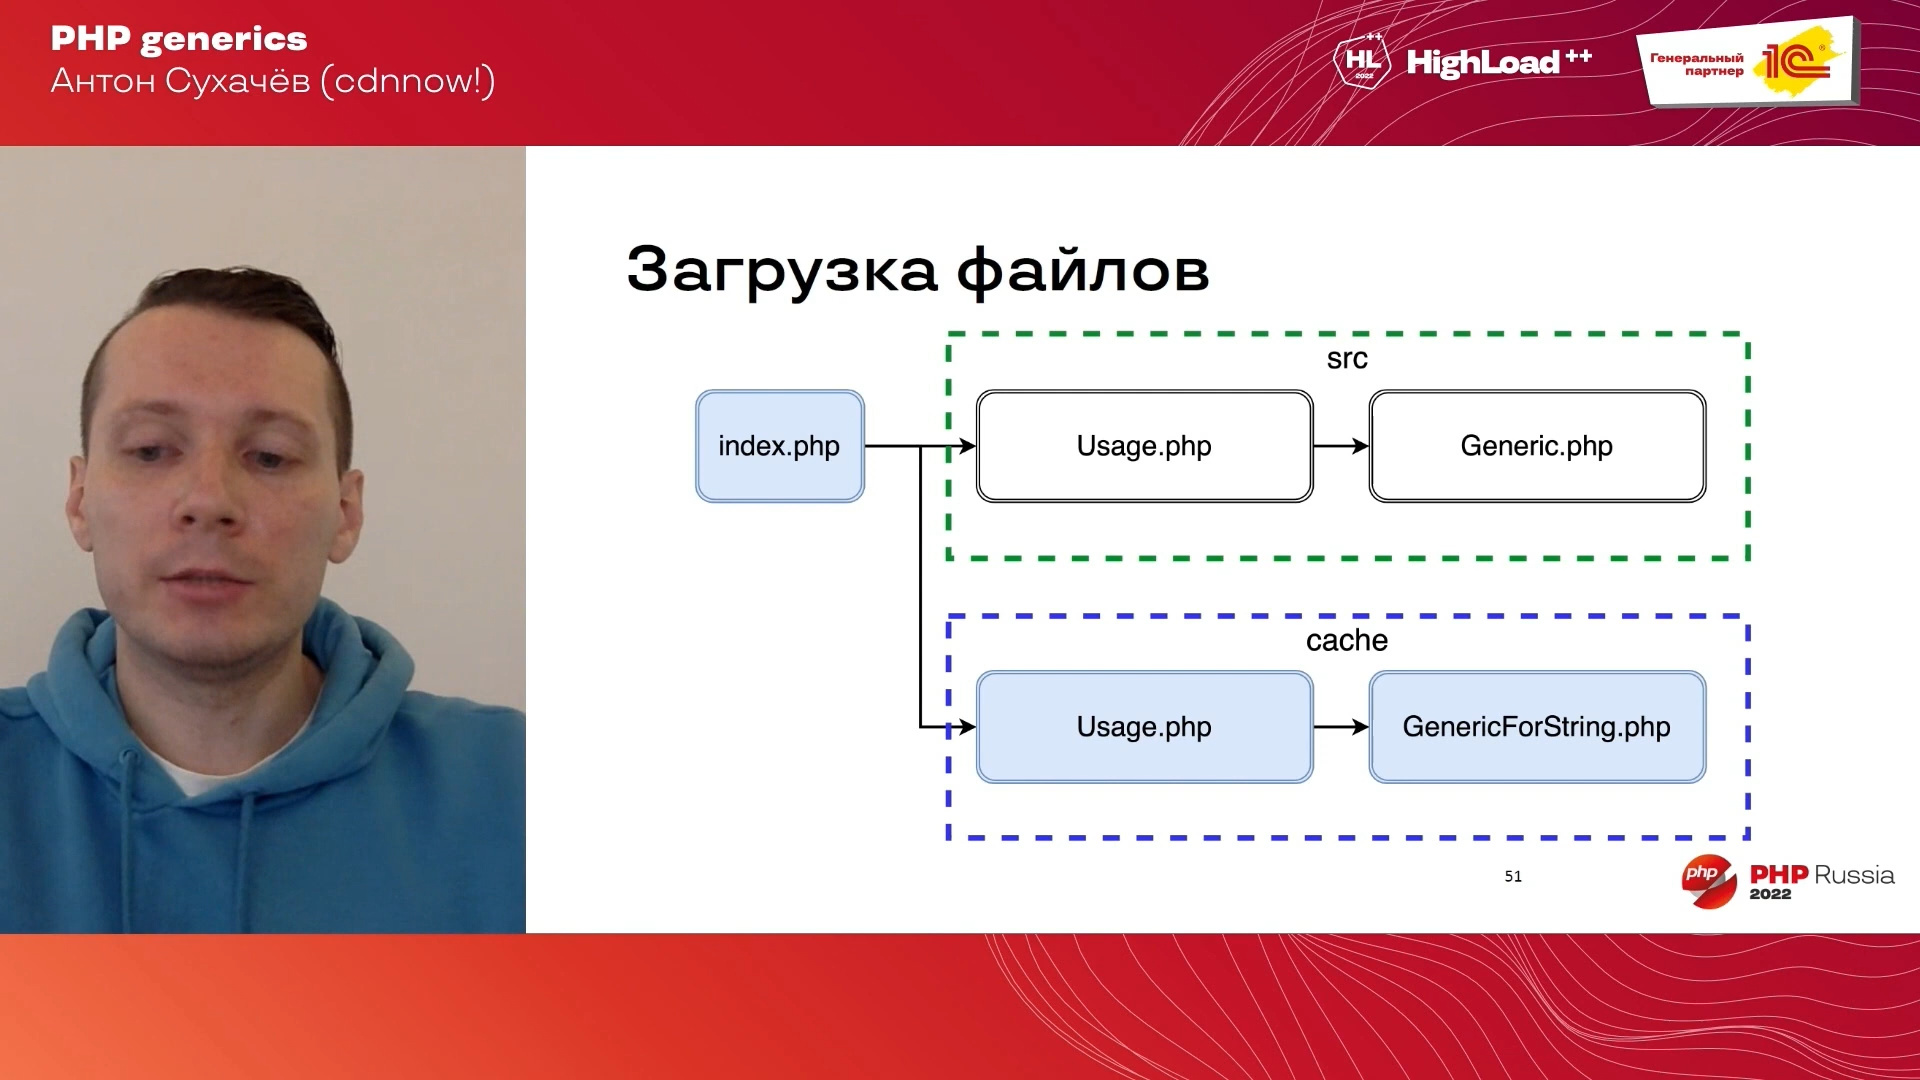 PHP generics
Антон Сухачёв (cdnnow!)
HL++
2022
HighLoad++
Генеральный
партнер
1С®
Загрузка файлов
src
index.php
Usage.php
Generic.php
cache
Usage.php
GenericForString.php
51
php
PHP Russia
2022